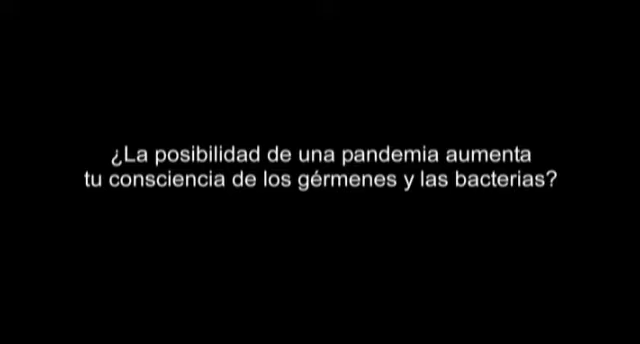 ¿La posibilidad de una pandemia aumenta
tu consciencia de los gérmenes y las bacterias?